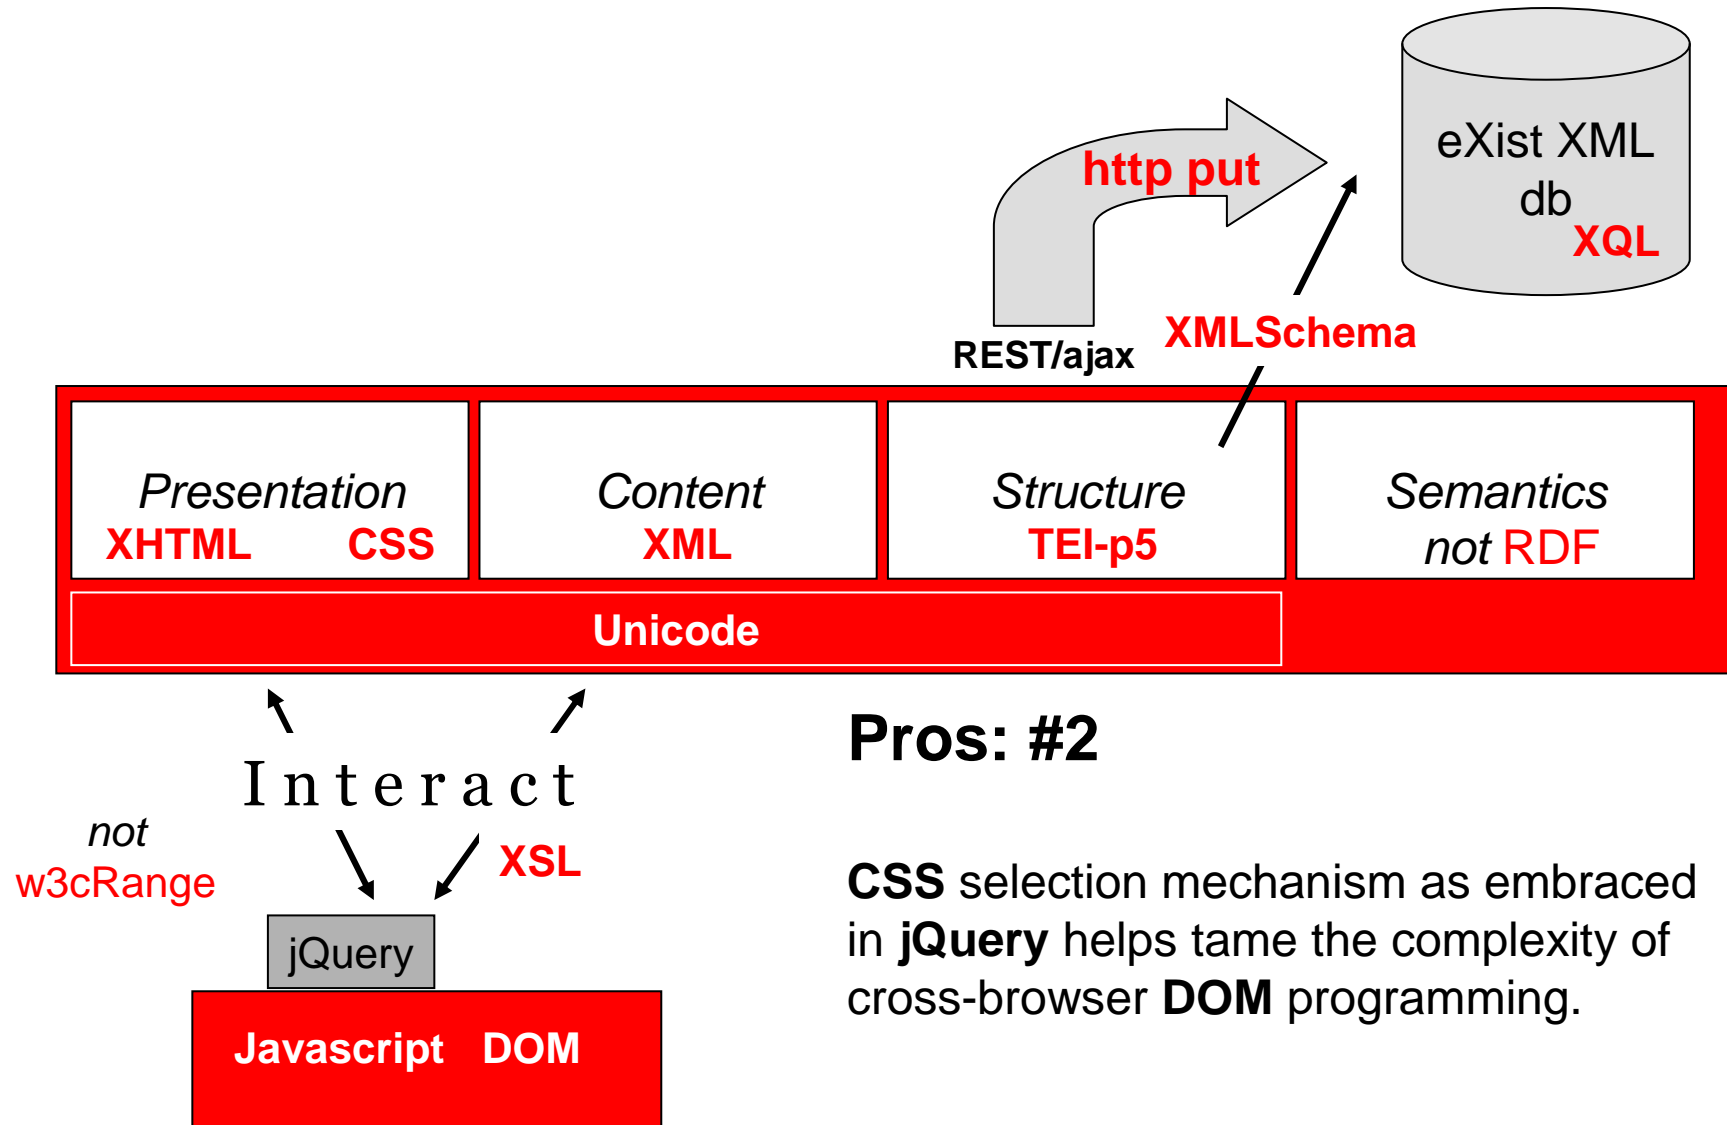 eXist XML
db
XQL
http put
XMLSchema
REST/ajax
Presentation
XHTML CSS
Content
XML
Structure
TEI-p5
Semantics
not RDF
Unicode
Interact
not
w3cRange
XSL
jQuery
Javascript DOM
Pros: #2
CSS selection mechanism as embraced
in jQuery helps tame the complexity of
cross-browser DOM programming.